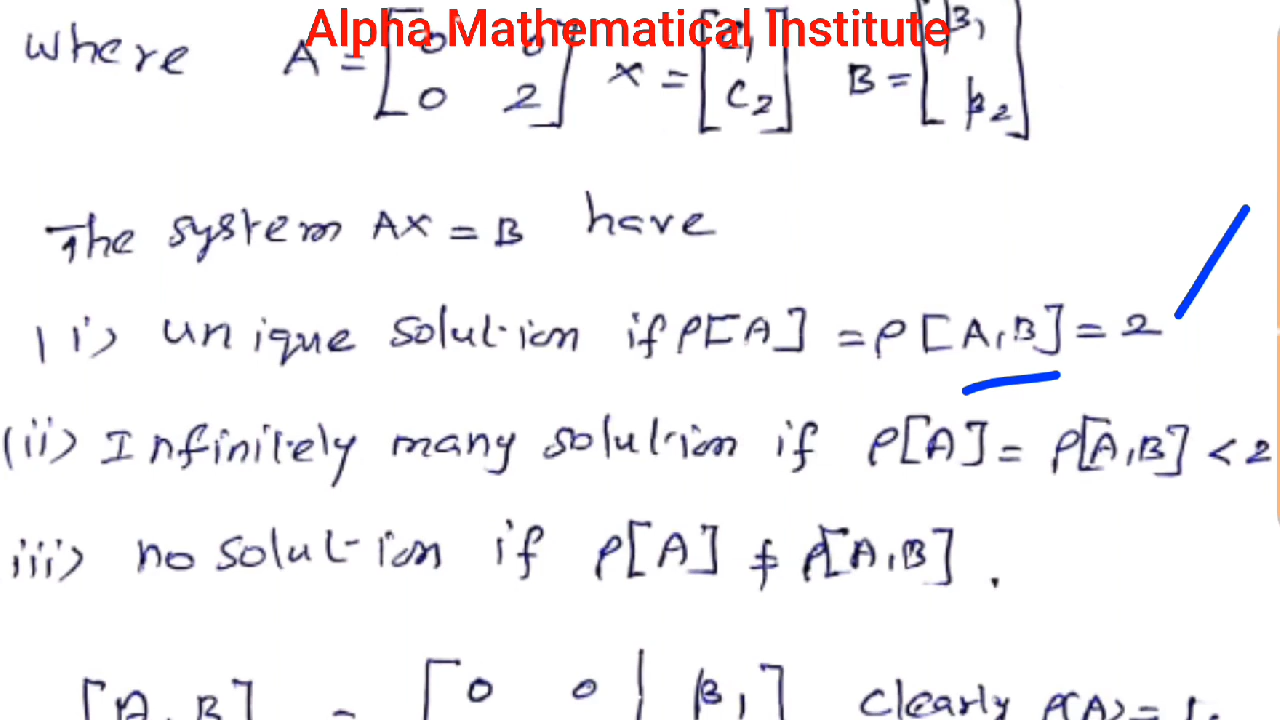 Alpha Mathematical Institute
where A = [0 0 X = [C1 B = [β1
0 2] C2] β2]
The system AX = B have
(i) unique solution if ρ[A] = ρ[A,B] = 2
(ii) Infinitely many solution if ρ[A] = ρ[A,B] < 2
iii) no solution if ρ[A] ≠ ρ[A,B].
[A, B] = [0 0 | β1] clearly ρ(A) = 1.